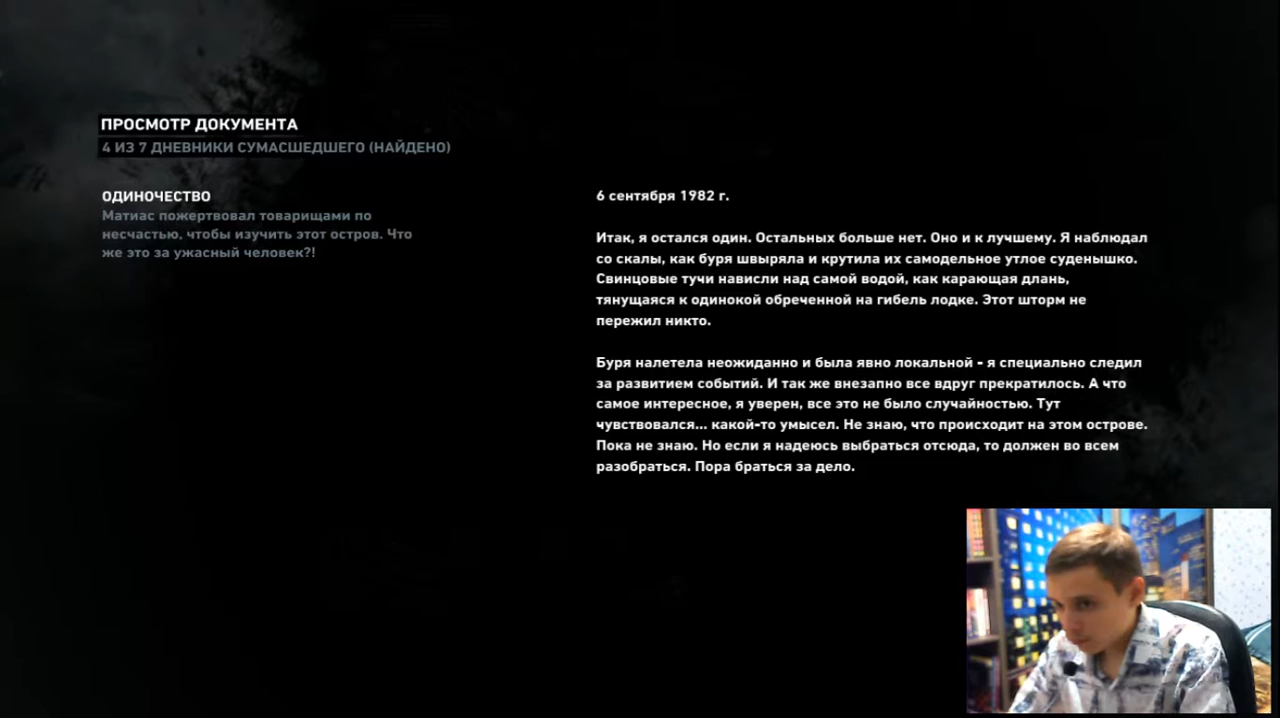 ПРОСМОТР ДОКУМЕНТА
4 ИЗ 7 ДНЕВНИКИ СУМАСШЕДШЕГО (НАЙДЕНО)
ОДИНОЧЕСТВО
Матиас пожертвовал товарищами по
несчастью, чтобы изучить этот остров. Что
же это за ужасный человек?!
6 сентября 1982 г.
Итак, я остался один. Остальных больше нет. Оно и к лучшему. Я наблюдал
со скалы, как буря швыряла и крутила их самодельное утлое суденышко.
Свинцовые тучи нависли над самой водой, как карающая длань,
тянущаяся к одинокой обреченной на гибель лодке. Этот шторм не
пережил никто.
Буря налетела неожиданно и была явно локальной - я специально следил
за развитием событий. И так же внезапно все вдруг прекратилось. А что
самое интересное, я уверен, все это не было случайностью. Тут
чувствовался... какой-то умысел. Не знаю, что происходит на этом острове.
Пока не знаю. Но если я надеюсь выбраться отсюда, то должен во всем
разобраться. Пора браться за дело.